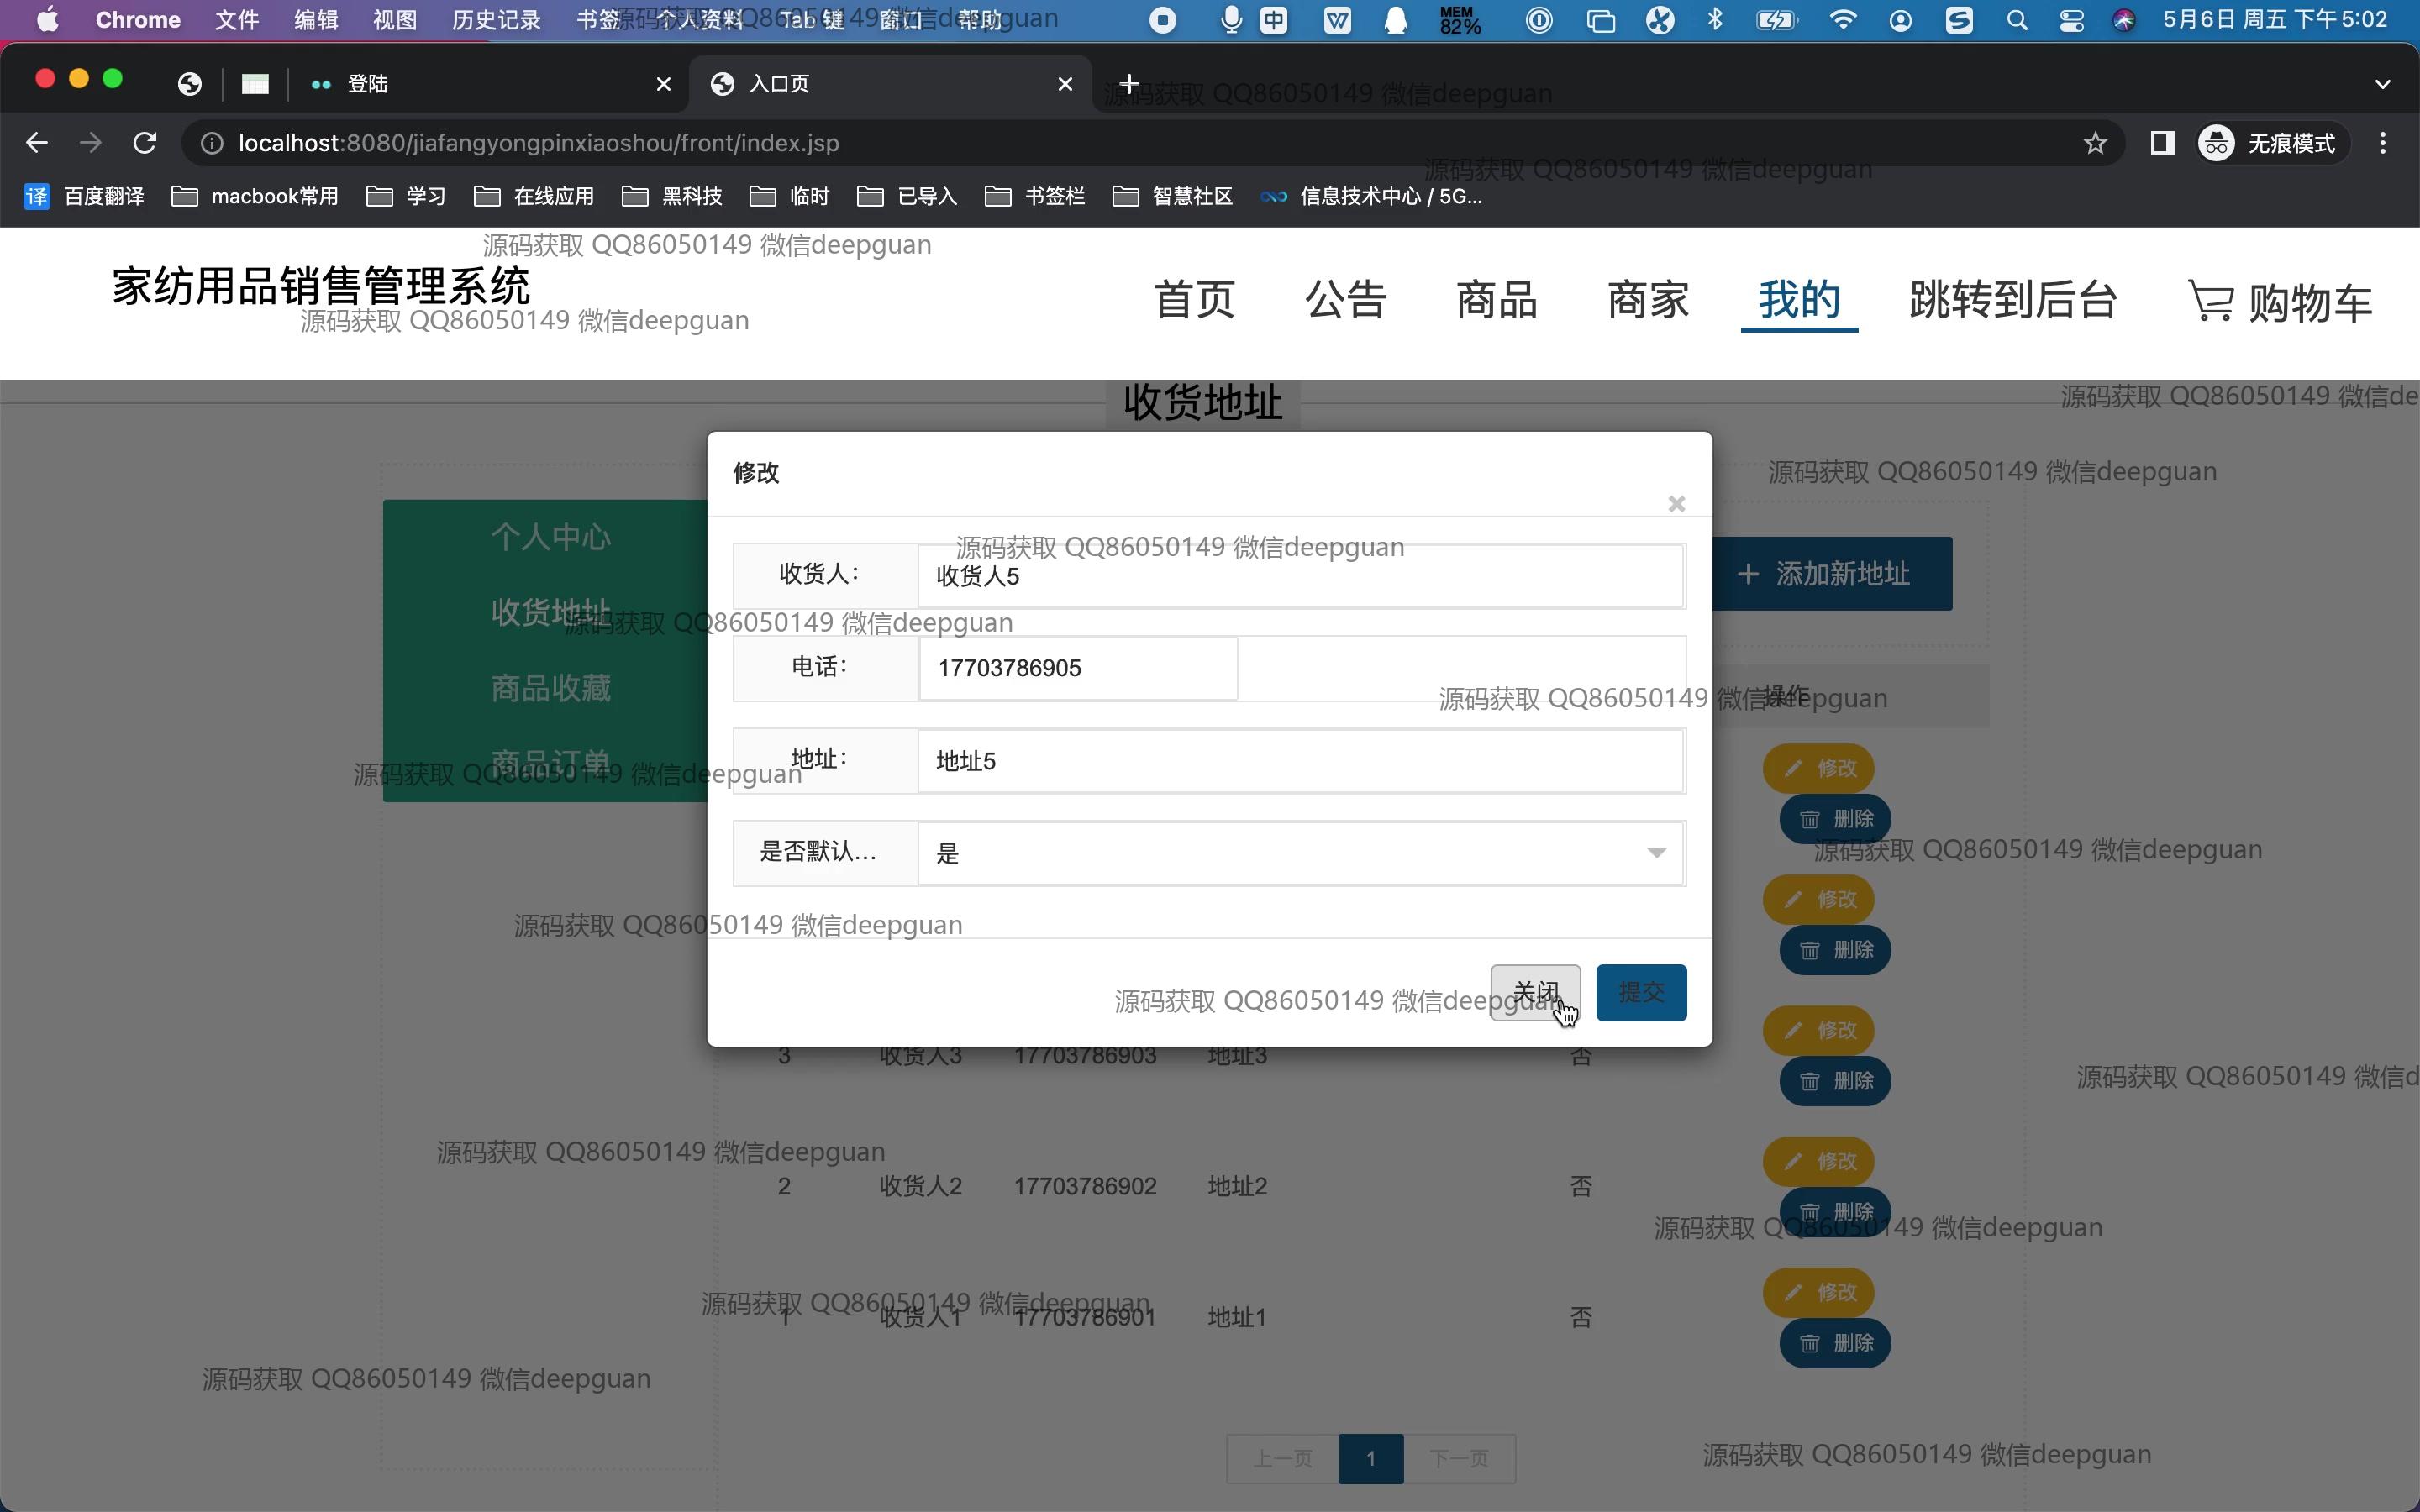 Chrome 文件 编辑 视图 历史记录 书签 个人资料 Tab 键 窗口 帮助 中 MEM 82% 5月6日 周五 下午5:02
源码获取 QQ86050149 微信deepguan
登陆 入口页
源码获取 QQ86050149 微信deepguan
localhost:8080/jiafangyongpinxiaoshou/front/index.jsp 无痕模式
源码获取 QQ86050149 微信deepguan
译 百度翻译 macbook常用 学习 在线应用 黑科技 临时 已导入 书签栏 智慧社区 信息技术中心 / 5G...
源码获取 QQ86050149 微信deepguan
家纺用品销售管理系统 首页 公告 商品 商家 我的 跳转到后台 购物车
源码获取 QQ86050149 微信deepguan
收货地址
源码获取 QQ86050149 微信de
修改
源码获取 QQ86050149 微信deepguan
个人中心
源码获取 QQ86050149 微信deepguan
收货人： 收货人5
添加新地址
收货地址
源码获取 QQ86050149 微信deepguan
电话： 17703786905
商品收藏
源码获取 QQ86050149 微信deepguan
操作
地址： 地址5
商品订单
源码获取 QQ86050149 微信deepguan
修改
删除
是否默认... 是
源码获取 QQ86050149 微信deepguan
修改
源码获取 QQ86050149 微信deepguan
删除
关闭 提交
源码获取 QQ86050149 微信deepguan
3 收货人3 17703786903 地址3 否
修改
删除
源码获取 QQ86050149 微信d
源码获取 QQ86050149 微信deepguan
2 收货人2 17703786902 地址2 否
修改
删除
源码获取 QQ86050149 微信deepguan
源码获取 QQ86050149 微信deepguan
1 收货人1 17703786901 地址1 否
修改
删除
源码获取 QQ86050149 微信deepguan
上一页 1 下一页
源码获取 QQ86050149 微信deepguan